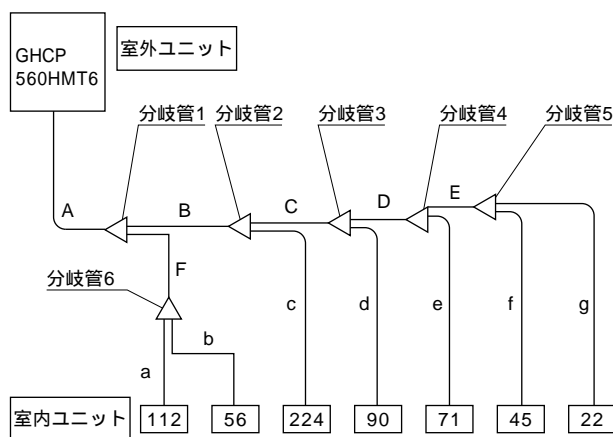 GHCP
560HMT6
室外ユニット
分岐管1
分岐管2
分岐管3
分岐管4
分岐管5
A
B
C
D
E
F
分岐管6
a
b
c
d
e
f
g
室内ユニット
112
56
224
90
71
45
22